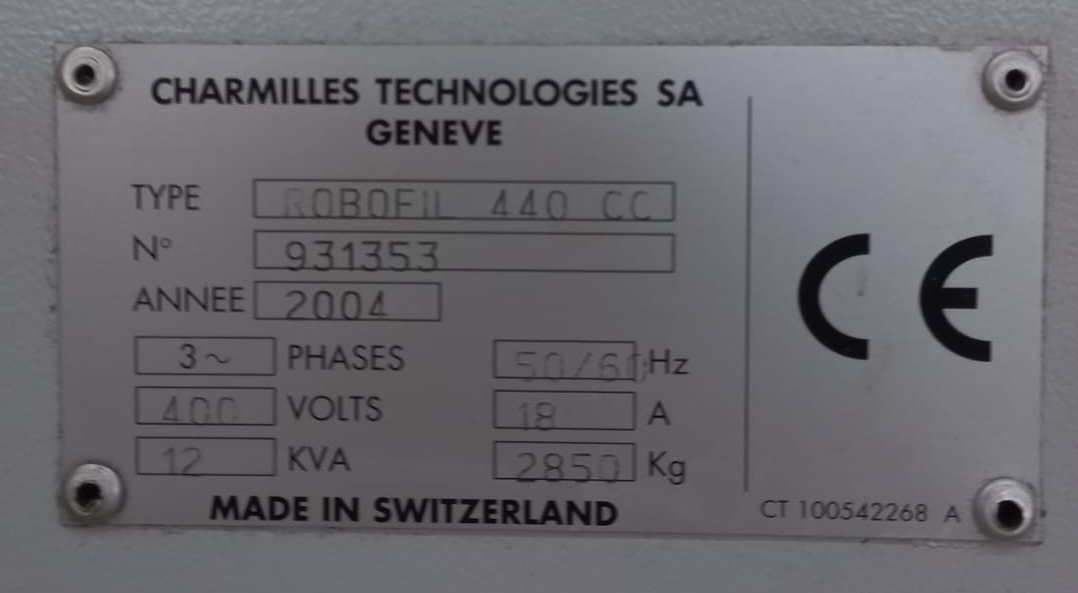 CHARMILLES TECHNOLOGIES SA
GENEVE
TYPE ROBOFIL 440 CC
N° 931353
ANNEE 2004
3~ PHASES 50/60 Hz
400 VOLTS 18 A
12 KVA 2850 Kg
MADE IN SWITZERLAND
CE
CT 100542268 A